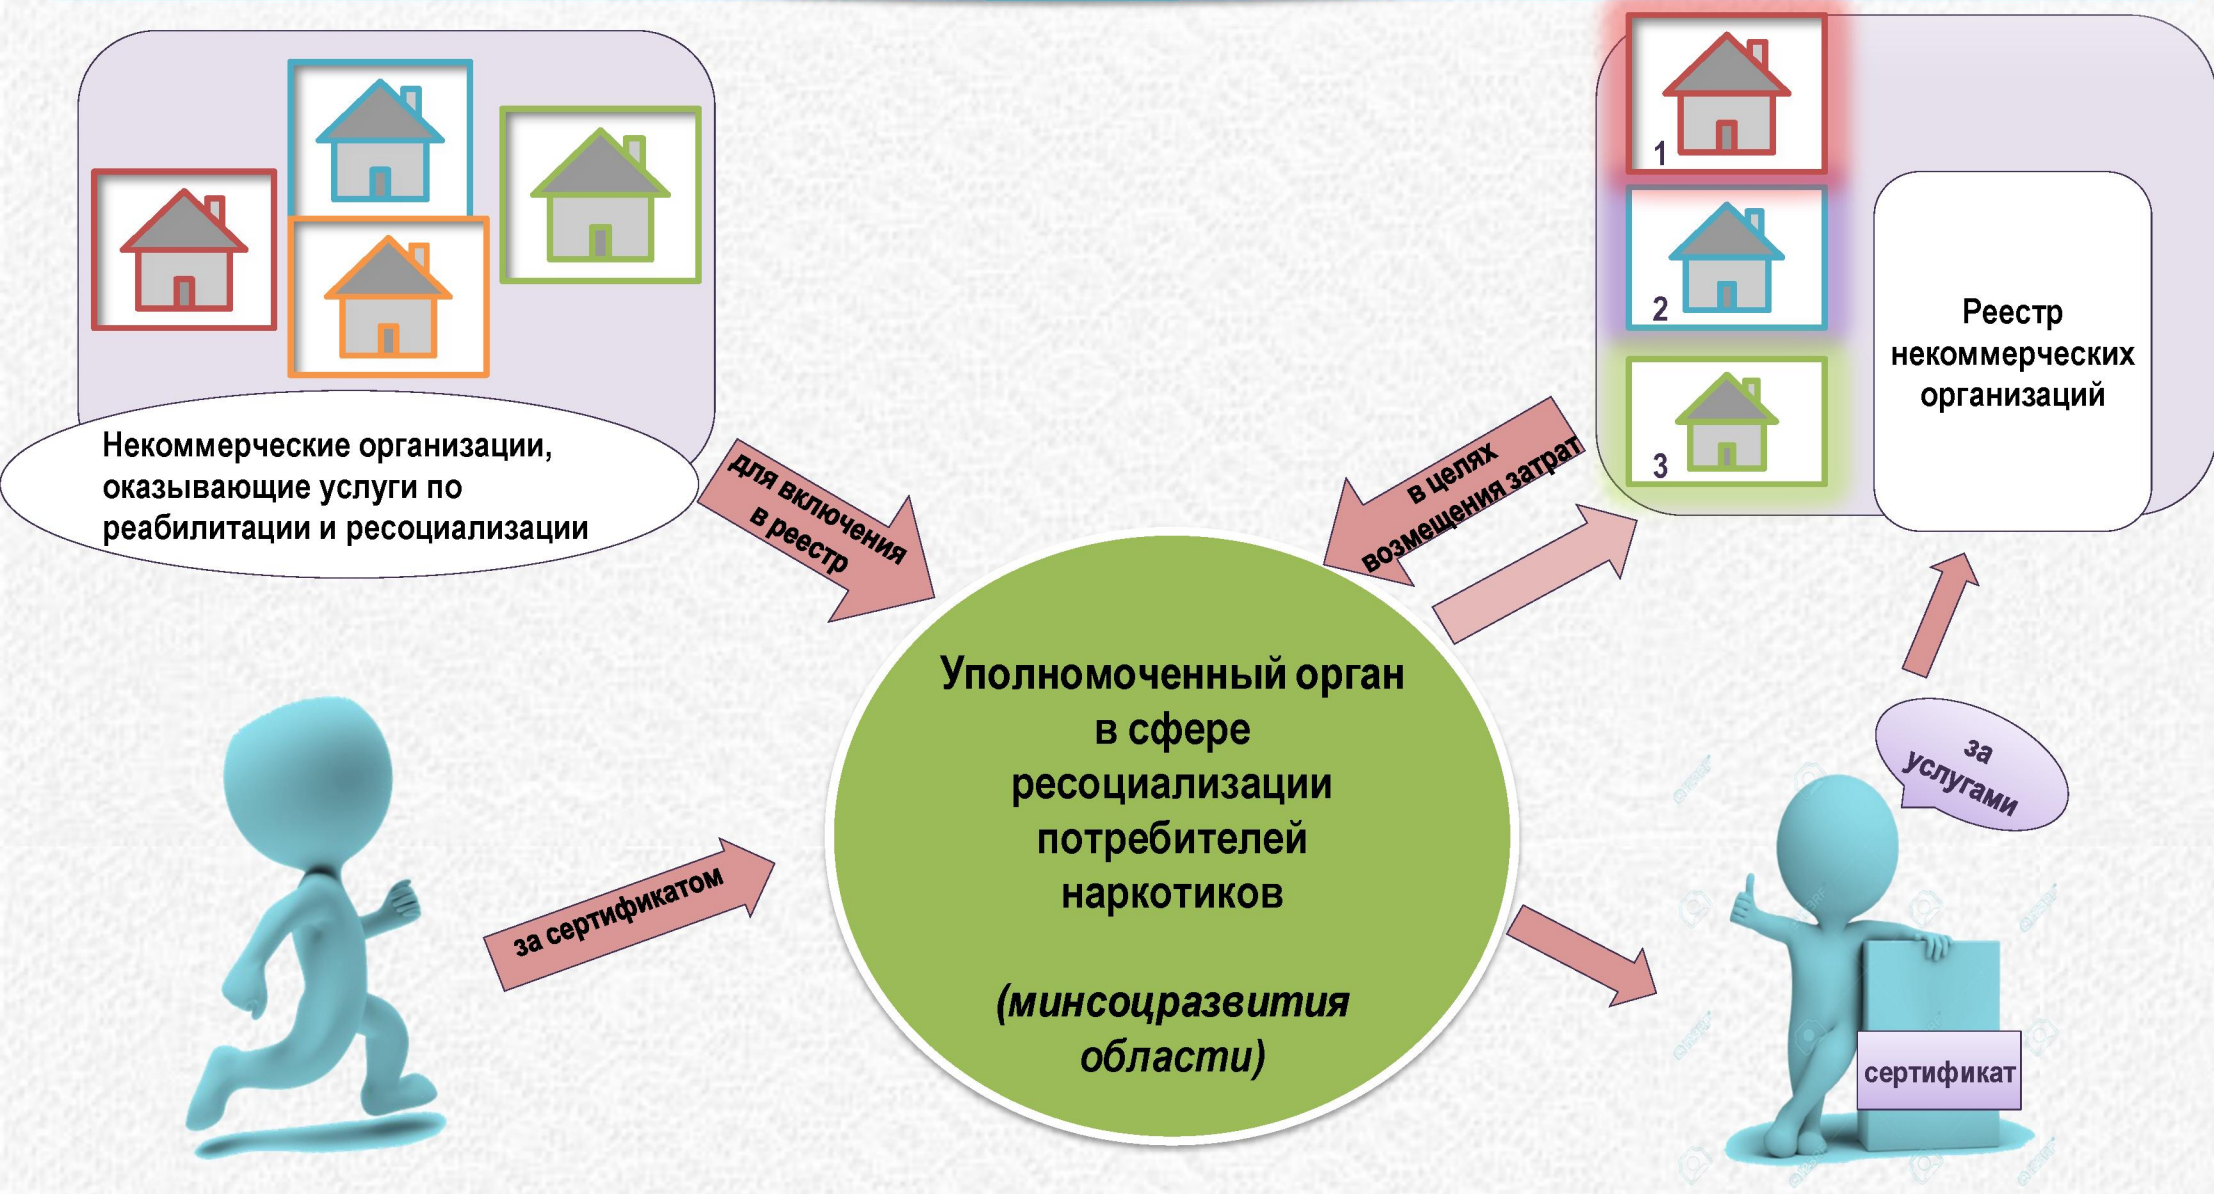 Некоммерческие организации,
оказывающие услуги по
реабилитации и ресоциализации
для включения
в реестр
1
2
3
Реестр
некоммерческих
организаций
в целях
возмещения затрат
Уполномоченный орган
в сфере
ресоциализации
потребителей
наркотиков
(минсоцразвития
области)
за сертификатом
за
услугами
сертификат